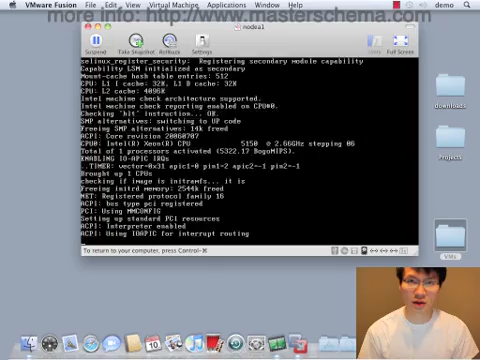 VMware Fusion File Edit View Virtual Machine Applications Window Help demo
more info: http://www.masterschema.com
nodea1
Suspend Take Snapshot Rollback Settings Unity Full Screen
selinux_register_security: Registering secondary module capability
Capability LSM initialized as secondary
Mount-cache hash table entries: 512
CPU: L1 I cache: 32K, L1 D cache: 32K
CPU: L2 cache: 4096K
Intel machine check architecture supported.
Intel machine check reporting enabled on CPU#0.
Checking 'hlt' instruction... OK.
SMP alternatives: switching to UP code
Freeing SMP alternatives: 14k freed
ACPI: Core revision 20060707
CPU0: Intel(R) Xeon(R) CPU 5150 @ 2.66GHz stepping 06
Total of 1 processors activated (5322.17 BogoMIPS).
ENABLING IO-APIC IRQs
..TIMER: vector=0x31 apic1=0 pin1=2 apic2=-1 pin2=-1
Brought up 1 CPUs
checking if image is initramfs... it is
Freeing initrd memory: 2544k freed
NET: Registered protocol family 16
ACPI: bus type pci registered
PCI: Using MMCONFIG
Setting up standard PCI resources
ACPI: Interpreter enabled
ACPI: Using IOAPIC for interrupt routing
To return to your computer, press Control-⌘
downloads
Projects
VMs
10